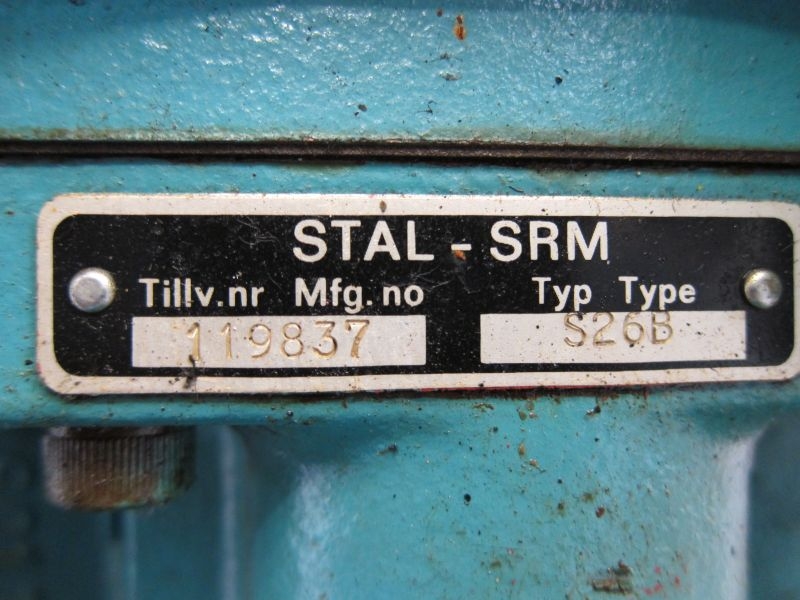 STAL - SRM
Tillv.nr Mfg.no Typ Type
119837 S26B